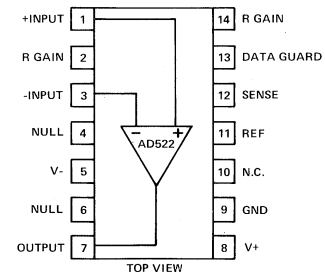 +INPUT 1 14 R GAIN
R GAIN 2 13 DATA GUARD
-INPUT 3 12 SENSE
NULL 4 11 REF
- +
AD522
V- 5 10 N.C.
NULL 6 9 GND
OUTPUT 7 8 V+
TOP VIEW